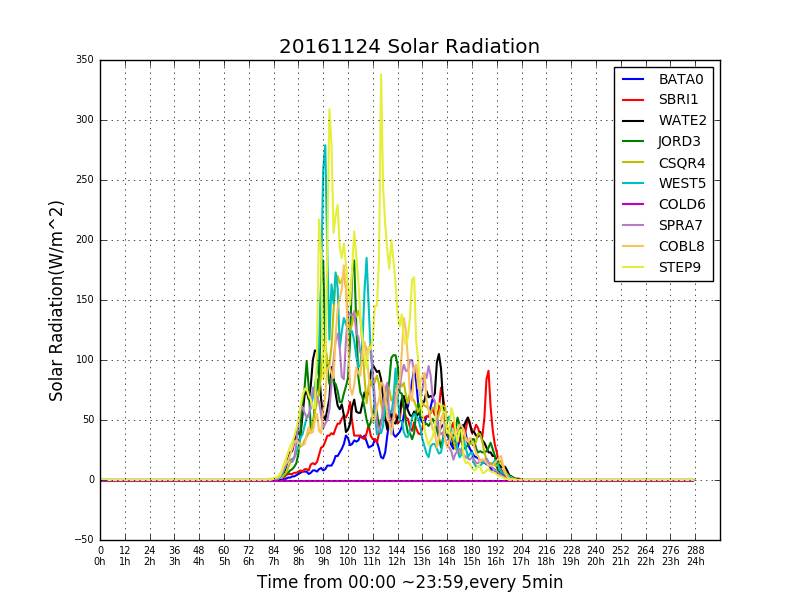 20161124 Solar Radiation
350
300
250
200
150
100
50
0
−50
Solar Radiation(W/m^2)
BATA0
SBRI1
WATE2
JORD3
CSQR4
WEST5
COLD6
SPRA7
COBL8
STEP9
0 12 24 36 48 60 72 84 96 108 120 132 144 156 168 180 192 204 216 228 240 252 264 276 288
0h 1h 2h 3h 4h 5h 6h 7h 8h 9h 10h 11h 12h 13h 14h 15h 16h 17h 18h 19h 20h 21h 22h 23h 24h
Time from 00:00 ~23:59,every 5min